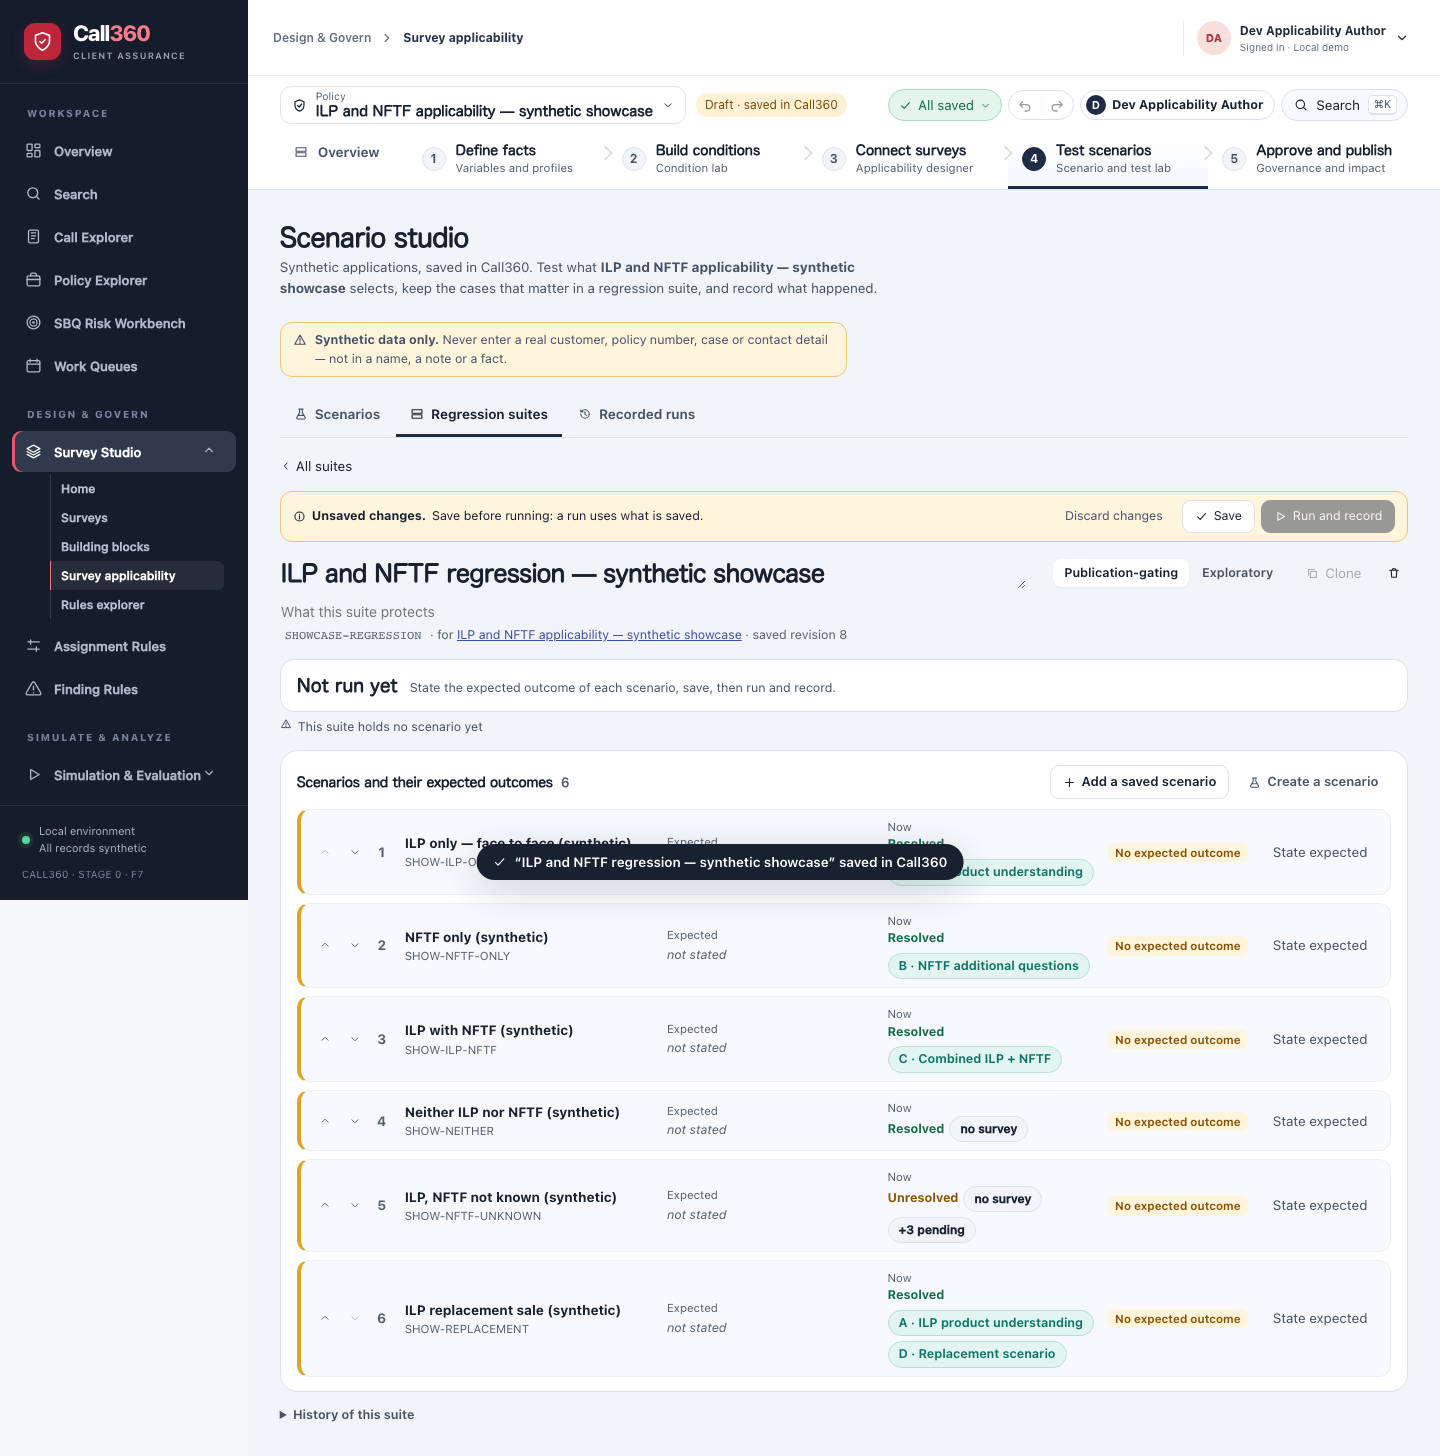 Call360
CLIENT ASSURANCE
WORKSPACE
Overview
Search
Call Explorer
Policy Explorer
SBQ Risk Workbench
Work Queues
DESIGN & GOVERN
Survey Studio
Home
Surveys
Building blocks
Survey applicability
Rules explorer
Assignment Rules
Finding Rules
SIMULATE & ANALYZE
Simulation & Evaluation
Local environment
All records synthetic
CALL360 · STAGE 0 · F7
Design & Govern > Survey applicability
DA
Dev Applicability Author
Signed in · Local demo
Policy
ILP and NFTF applicability — synthetic showcase
Draft · saved in Call360
All saved
D Dev Applicability Author
Search ⌘K
Overview
1 Define facts
Variables and profiles
2 Build conditions
Condition lab
3 Connect surveys
Applicability designer
4 Test scenarios
Scenario and test lab
5 Approve and publish
Governance and impact
Scenario studio
Synthetic applications, saved in Call360. Test what ILP and NFTF applicability — synthetic
showcase selects, keep the cases that matter in a regression suite, and record what happened.
Synthetic data only. Never enter a real customer, policy number, case or contact detail
— not in a name, a note or a fact.
Scenarios
Regression suites
Recorded runs
All suites
Unsaved changes. Save before running: a run uses what is saved.
Discard changes
Save
Run and record
ILP and NFTF regression — synthetic showcase
Publication-gating
Exploratory
Clone
What this suite protects
SHOWCASE-REGRESSION · for ILP and NFTF applicability — synthetic showcase · saved revision 8
Not run yet State the expected outcome of each scenario, save, then run and record.
This suite holds no scenario yet
Scenarios and their expected outcomes 6
Add a saved scenario
Create a scenario
1
ILP only — face to face (synthetic)
SHOW-ILP-O
Expected
Now
Resolved
duct understanding
No expected outcome
State expected
“ILP and NFTF regression — synthetic showcase” saved in Call360
2
NFTF only (synthetic)
SHOW-NFTF-ONLY
Expected
not stated
Now
Resolved
B · NFTF additional questions
No expected outcome
State expected
3
ILP with NFTF (synthetic)
SHOW-ILP-NFTF
Expected
not stated
Now
Resolved
C · Combined ILP + NFTF
No expected outcome
State expected
4
Neither ILP nor NFTF (synthetic)
SHOW-NEITHER
Expected
not stated
Now
Resolved no survey
No expected outcome
State expected
5
ILP, NFTF not known (synthetic)
SHOW-NFTF-UNKNOWN
Expected
not stated
Now
Unresolved no survey
+3 pending
No expected outcome
State expected
6
ILP replacement sale (synthetic)
SHOW-REPLACEMENT
Expected
not stated
Now
Resolved
A · ILP product understanding
D · Replacement scenario
No expected outcome
State expected
History of this suite